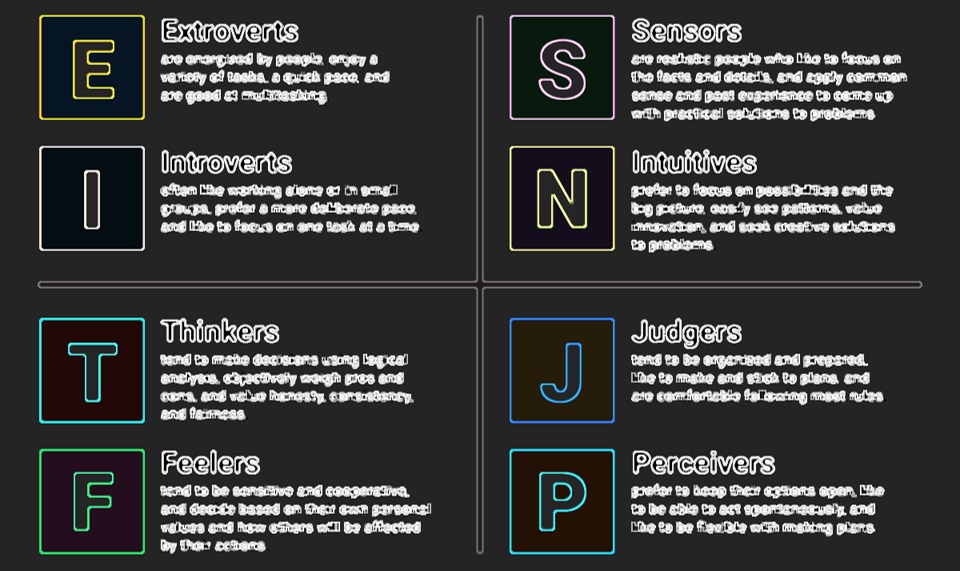 E
Extroverts
are energized by people, enjoy a
variety of tasks, a quick pace, and
are good at multitasking.
I
Introverts
often like working alone or in small
groups, prefer a more deliberate pace,
and like to focus on one task at a time.
S
Sensors
are realistic people who like to focus on
the facts and details, and apply common
sense and past experience to come up
with practical solutions to problems.
N
Intuitives
prefer to focus on possibilities and the
big picture, easily see patterns, value
innovation, and seek creative solutions
to problems.
T
Thinkers
tend to make decisions using logical
analysis, objectively weigh pros and
cons, and value honesty, consistency,
and fairness.
F
Feelers
tend to be sensitive and cooperative,
and decide based on their own personal
values and how others will be affected
by their actions.
J
Judgers
tend to be organized and prepared,
like to make and stick to plans, and
are comfortable following most rules.
P
Perceivers
prefer to keep their options open, like
to be able to act spontaneously, and
like to be flexible with making plans.